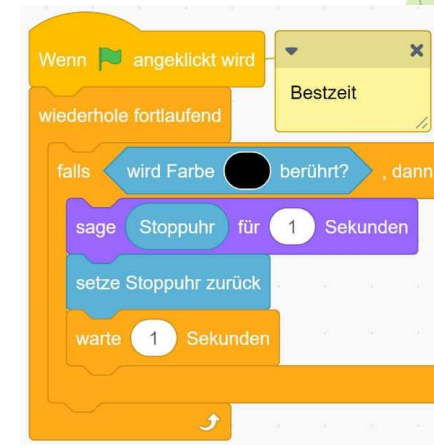 Wenn angeklickt wird
Bestzeit
wiederhole fortlaufend
falls wird Farbe berührt? , dann
sage Stoppuhr für 1 Sekunden
setze Stoppuhr zurück
warte 1 Sekunden